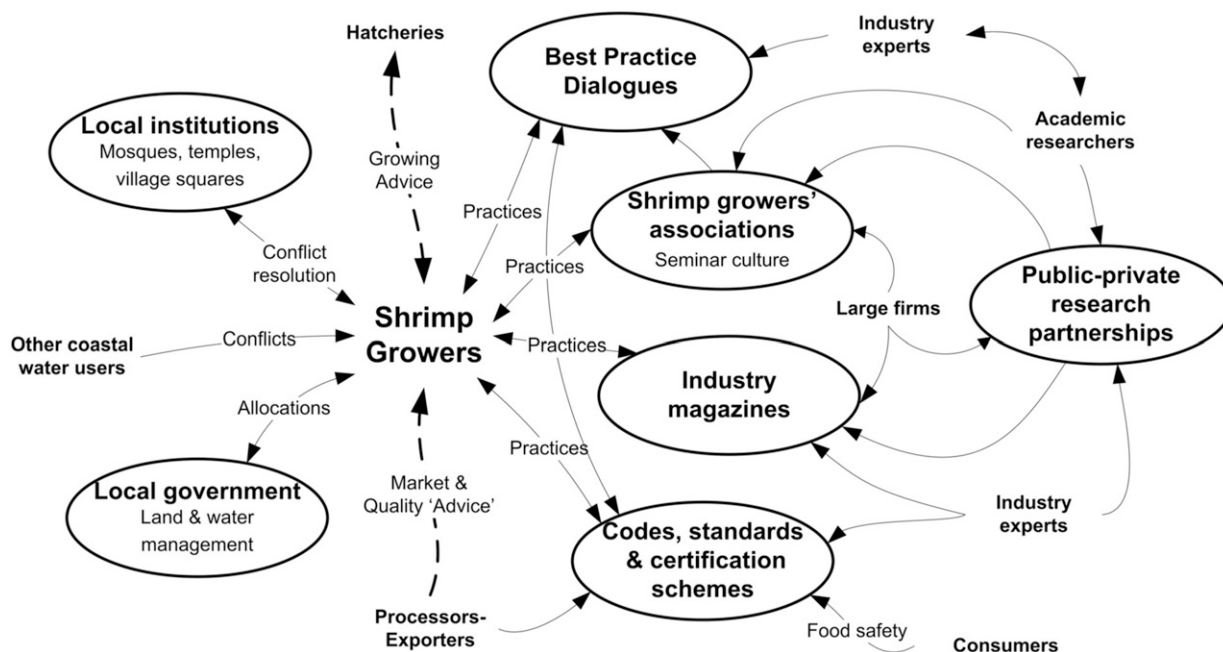 Hatcheries
Best Practice
Dialogues
Industry
experts
Local institutions
Mosques, temples,
village squares
Academic
researchers
Growing
Advice
Practices
Shrimp growers'
associations
Seminar culture
Conflict
resolution
Practices
Public-private
research
partnerships
Large firms
Shrimp
Growers
Other coastal
water users
Conflicts
Practices
Industry
magazines
Allocations
Practices
Local government
Land & water
management
Market &
Quality 'Advice'
Industry
experts
Codes, standards
& certification
schemes
Processors-
Exporters
Food safety
Consumers